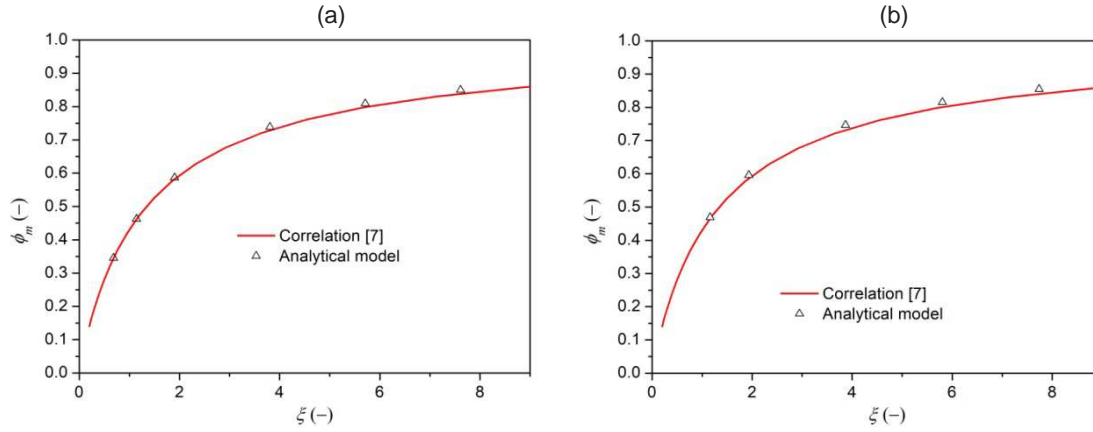 (a)
1.0
0.9
0.8
0.7
0.6
0.5
0.4
0.3
0.2
0.1
0.0
ϕm (–)
Correlation [7]
Analytical model
0 2 4 6 8
ξ (–)
(b)
1.0
0.9
0.8
0.7
0.6
0.5
0.4
0.3
0.2
0.1
0.0
ϕm (–)
Correlation [7]
Analytical model
0 2 4 6 8
ξ (–)